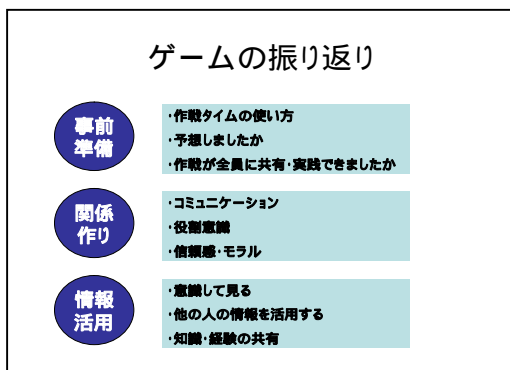 ゲームの振り返り
事前
準備
・作戦タイムの使い方
・予想しましたか
・作戦が全員に共有・実践できましたか
関係
作り
・コミュニケーション
・役割意識
・信頼感・モラル
情報
活用
・意識して見る
・他の人の情報を活用する
・知識・経験の共有